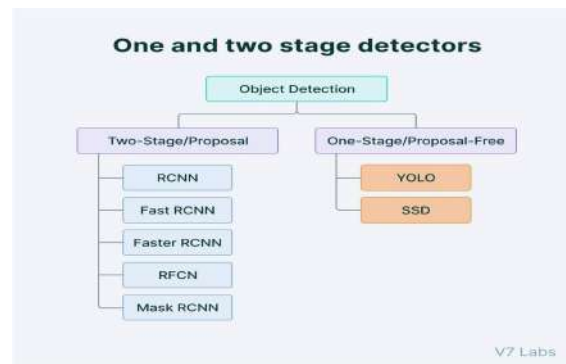 One and two stage detectors
Object Detection
Two-Stage/Proposal
One-Stage/Proposal-Free
RCNN
Fast RCNN
Faster RCNN
RFCN
Mask RCNN
YOLO
SSD
V7 Labs